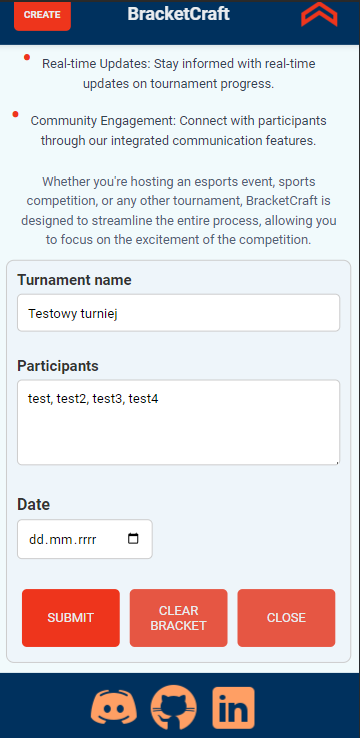 CREATE
BracketCraft
Real-time Updates: Stay informed with real-time
updates on tournament progress.
Community Engagement: Connect with participants
through our integrated communication features.
Whether you're hosting an esports event, sports
competition, or any other tournament, BracketCraft is
designed to streamline the entire process, allowing you
to focus on the excitement of the competition.
Turnament name
Testowy turniej
Participants
test, test2, test3, test4
Date
dd.mm.rrrr
SUBMIT
CLEAR
BRACKET
CLOSE
in